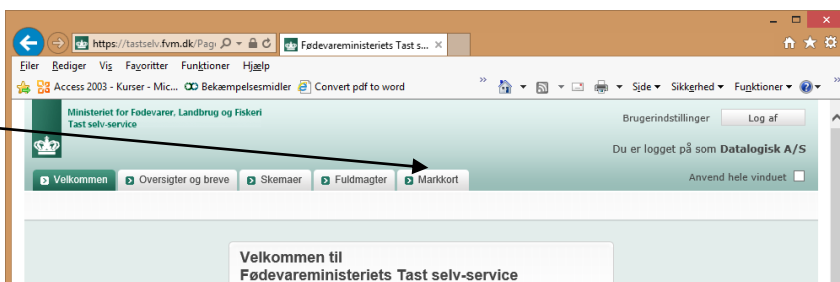 https://tastselv.fvm.dk/Pag Fødevareministeriets Tast s...
Filer Rediger Vis Favoritter Funktioner Hjælp
Access 2003 - Kurser - Mic... Bekæmpelsesmidler Convert pdf to word Side Sikkerhed Funktioner
Ministeriet for Fødevarer, Landbrug og Fiskeri
Tast selv-service
Brugerindstillinger Log af
Du er logget på som Datalogisk A/S
Velkommen Oversigter og breve Skemaer Fuldmagter Markkort Anvend hele vinduet
Velkommen til
Fødevareministeriets Tast selv-service